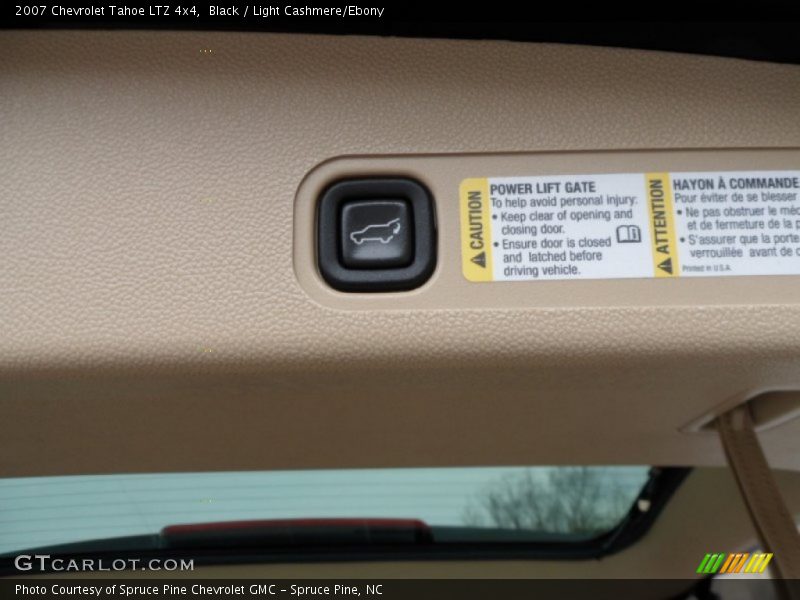 2007 Chevrolet Tahoe LTZ 4x4, Black / Light Cashmere/Ebony
CAUTION
POWER LIFT GATE
To help avoid personal injury:
• Keep clear of opening and
closing door.
• Ensure door is closed
and latched before
driving vehicle.
ATTENTION
HAYON À COMMANDE
Pour éviter de se blesser
• Ne pas obstruer le
et de fermeture de la
• S'assurer que la porte
verrouillée avant de
Printed in U.S.A.
GTCARLOT.COM
Photo Courtesy of Spruce Pine Chevrolet GMC – Spruce Pine, NC